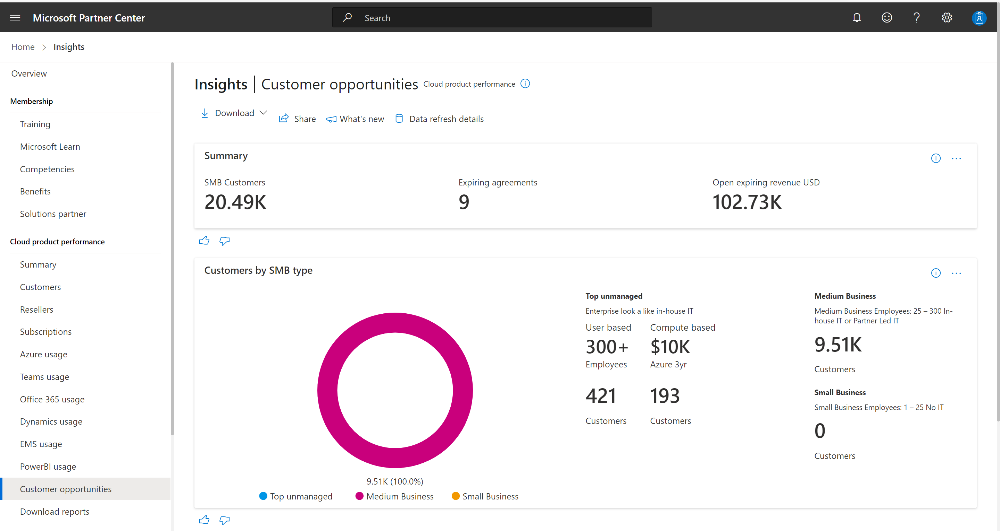 Microsoft Partner Center
Search
Home
Insights
Overview
Membership
Training
Microsoft Learn
Competencies
Benefits
Solutions partner
Cloud product performance
Summary
Customers
Resellers
Subscriptions
Azure usage
Teams usage
Office 365 usage
Dynamics usage
EMS usage
PowerBI usage
Customer opportunities
Download reports
Insights | Customer opportunities Cloud product performance
Download
Share
What's new
Data refresh details
Summary
SMB Customers
20.49K
Expiring agreements
9
Open expiring revenue USD
102.73K
Customers by SMB type
9.51K (100.0%)
Top unmanaged
Medium Business
Small Business
Top unmanaged
Enterprise look a like in-house IT
User based
300+
Employees
421
Customers
Compute based
$10K
Azure 3yr
193
Customers
Medium Business
Medium Business Employees: 25 – 300 In-
house IT or Partner Led IT
9.51K
Customers
Small Business
Small Business Employees: 1 – 25 No IT
0
Customers